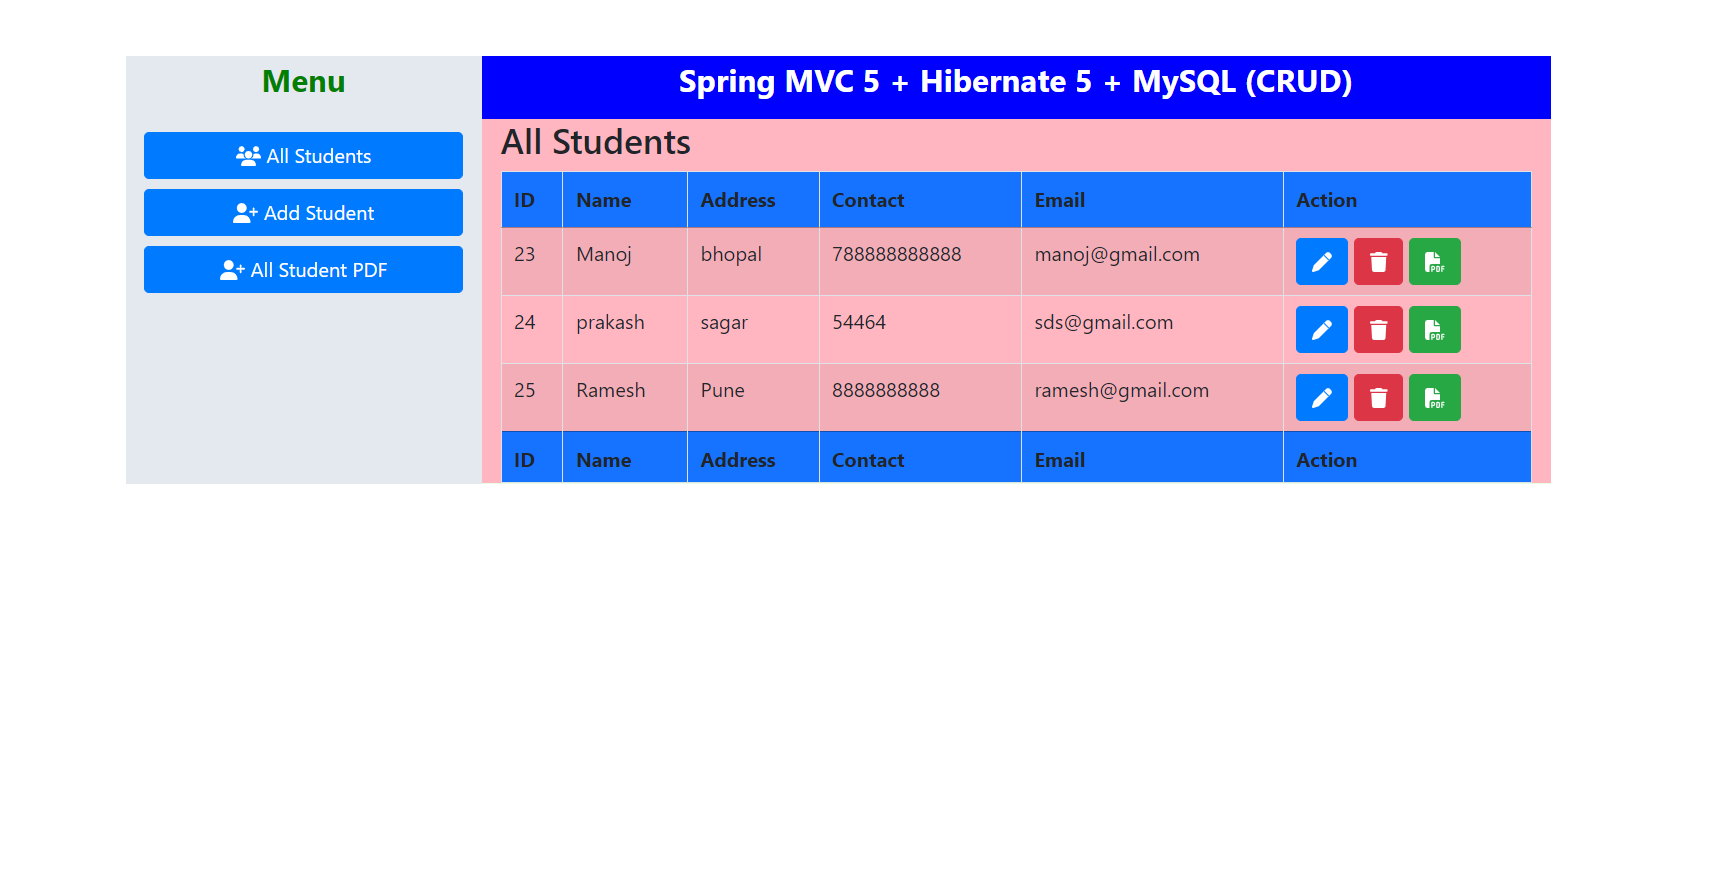 Menu
All Students
Add Student
All Student PDF
Spring MVC 5 + Hibernate 5 + MySQL (CRUD)
All Students
ID Name Address Contact Email Action
23 Manoj bhopal 788888888888 manoj@gmail.com PDF
24 prakash sagar 54464 sds@gmail.com PDF
25 Ramesh Pune 8888888888 ramesh@gmail.com PDF
ID Name Address Contact Email Action